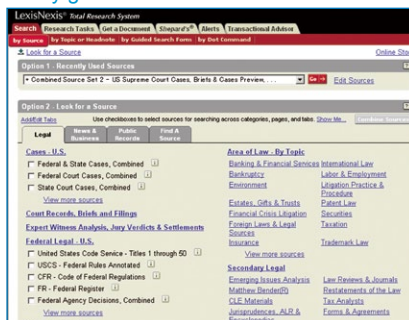 LexisNexis® Total Research System
Search Research Tasks Get a Document Shepard's® Alerts Transactional Advisor
by Source by Topic or Headnote by Guided Search Form by Dot Command
Look for a Source Online Sto
Option 1 - Recently Used Sources
Combined Source Set 2 - US Supreme Court Cases, Briefs & Cases Preview, . . . Go Edit Sources
Option 2 - Look for a Source
Add/Edit Tabs Use checkboxes to select sources for searching across categories, pages, and tabs. Show Me... Combine Sources
Legal News & Business Public Records Find A Source
Cases - U.S.
Federal & State Cases, Combined
Federal Court Cases, Combined
State Court Cases, Combined
View more sources
Court Records, Briefs and Filings
Expert Witness Analysis, Jury Verdicts & Settlements
Federal Legal - U.S.
United States Code Service - Titles 1 through 50
USCS - Federal Rules Annotated
CFR - Code of Federal Regulations
FR - Federal Register
Federal Agency Decisions, Combined
View more sources
Area of Law - By Topic
Banking & Financial Services International Law
Bankruptcy Labor & Employment
Environment Litigation Practice & Procedure
Estates, Gifts & Trusts Patent Law
Financial Crisis Litigation Securities
Foreign Laws & Legal Sources Taxation
Insurance Trademark Law
View more sources
Secondary Legal
Emerging Issues Analysis Law Reviews & Journals
Matthew Bender(R) Restatements of the Law
CLE Materials Tax Analysts
Jurisprudences, ALR & Forms & Agreements